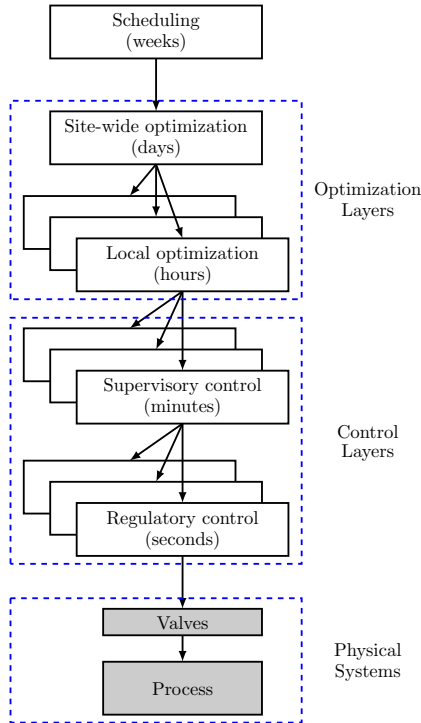 Scheduling
(weeks)
Site-wide optimization
(days)
Optimization
Layers
Local optimization
(hours)
Supervisory control
(minutes)
Control
Layers
Regulatory control
(seconds)
Valves
Physical
Systems
Process